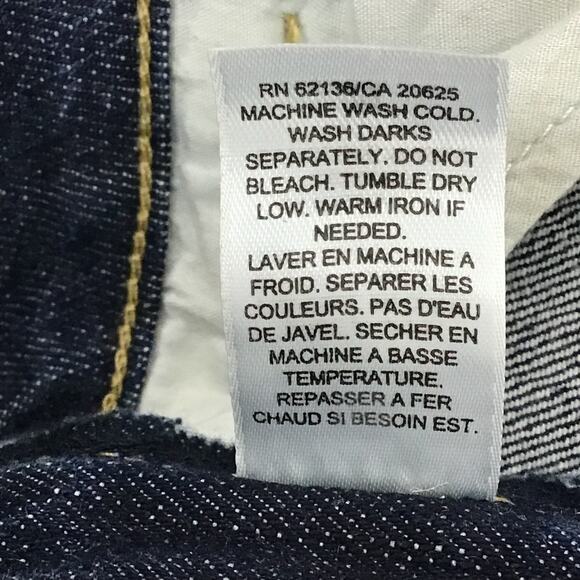 RN 62136/CA 20625
MACHINE WASH COLD.
WASH DARKS
SEPARATELY. DO NOT
BLEACH. TUMBLE DRY
LOW. WARM IRON IF
NEEDED.
LAVER EN MACHINE A
FROID. SEPARER LES
COULEURS. PAS D'EAU
DE JAVEL. SECHER EN
MACHINE A BASSE
TEMPERATURE.
REPASSER A FER
CHAUD SI BESOIN EST.